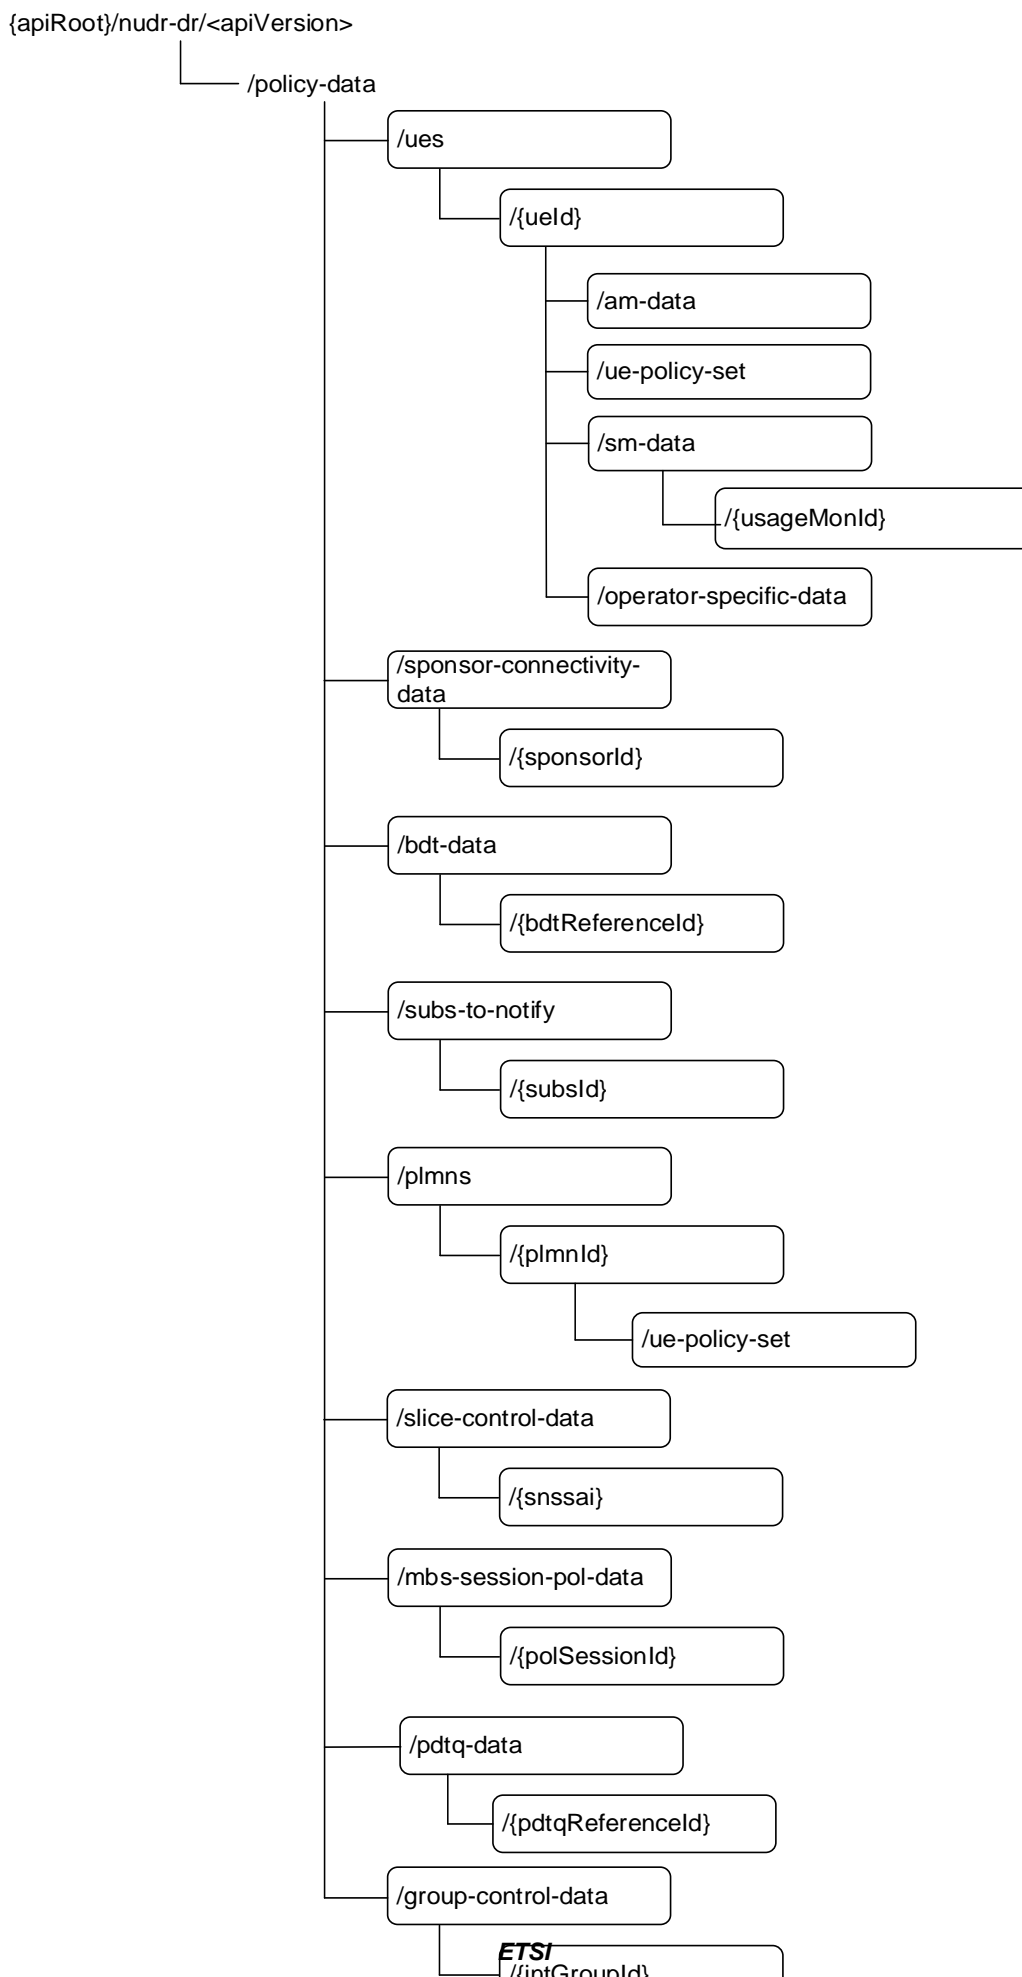 {apiRoot}/nudr-dr/<apiVersion>
/policy-data
/ues
/{ueId}
/am-data
/ue-policy-set
/sm-data
/{usageMonId}
/operator-specific-data
/sponsor-connectivity-
data
/{sponsorId}
/bdt-data
/{bdtReferenceId}
/subs-to-notify
/{subsId}
/plmns
/{plmnId}
/ue-policy-set
/slice-control-data
/{snssai}
/mbs-session-pol-data
/{polSessionId}
/pdtq-data
/{pdtqReferenceId}
/group-control-data
ETSI
/{intGroupId}